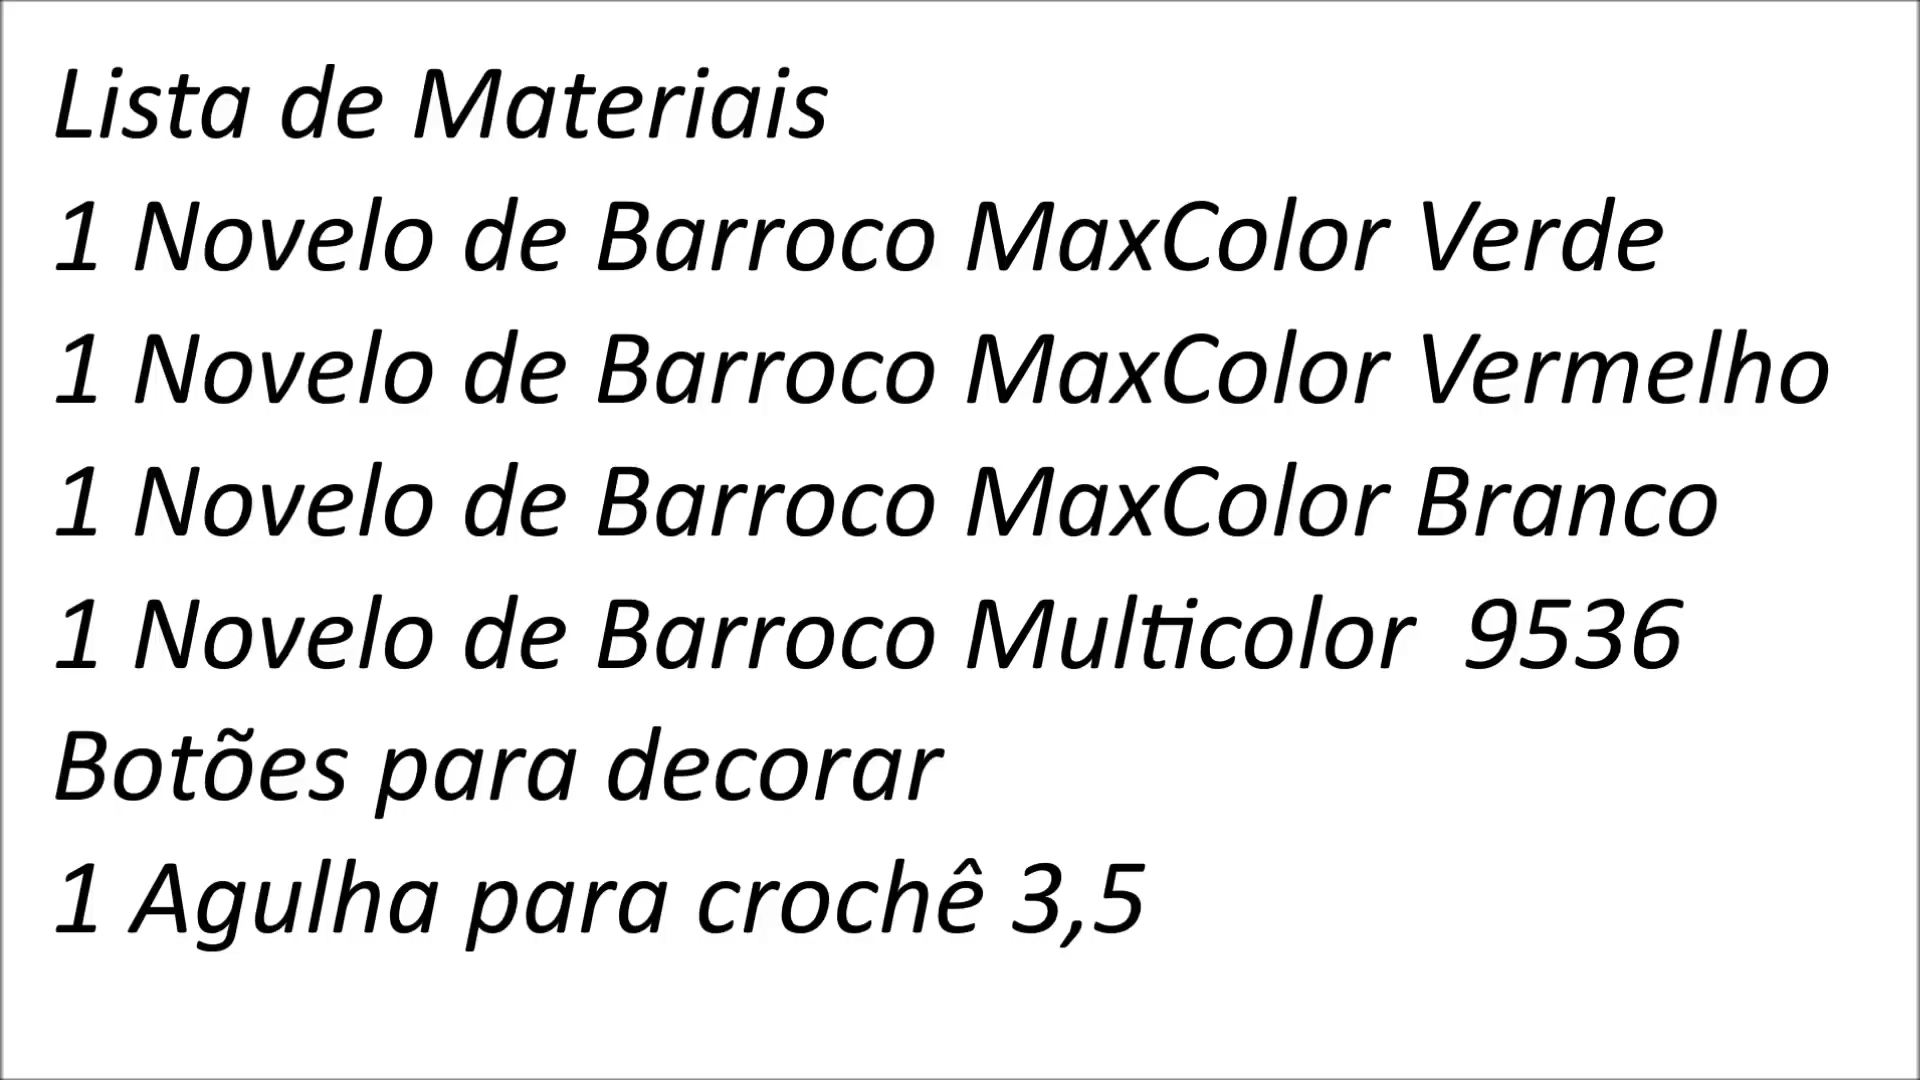 Lista de Materiais
1 Novelo de Barroco MaxColor Verde
1 Novelo de Barroco MaxColor Vermelho
1 Novelo de Barroco MaxColor Branco
1 Novelo de Barroco Multicolor  9536
Botões para decorar
1 Agulha para crochê 3,5